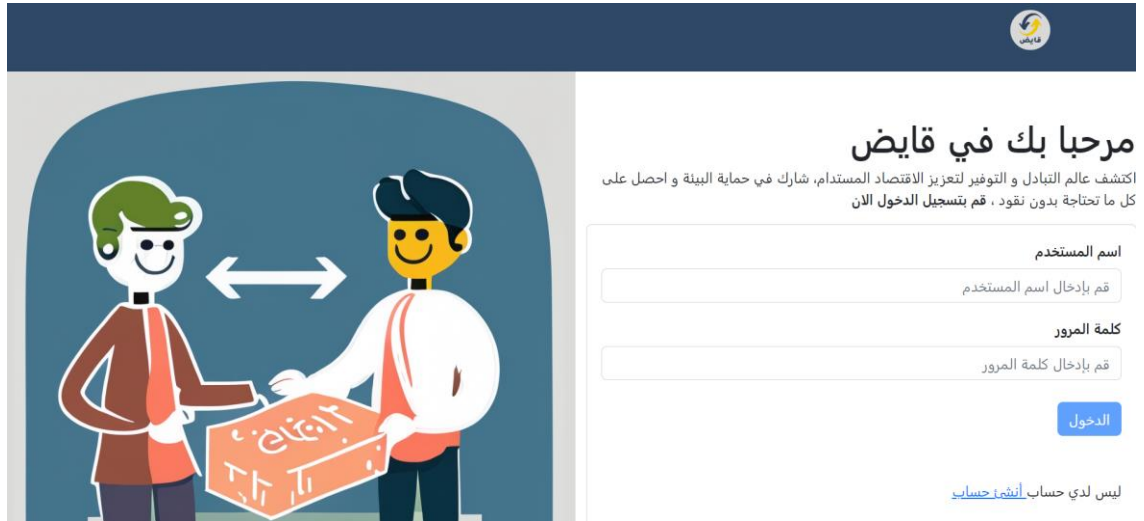 قايض
مرحبا بك في قايض
اكتشف عالم التبادل و التوفير لتعزيز الاقتصاد المستدام، شارك في حماية البيئة و احصل على
كل ما تحتاجة بدون نقود ، قم بتسجيل الدخول الان
اسم المستخدم
قم بإدخال اسم المستخدم
كلمة المرور
قم بإدخال كلمة المرور
الدخول
ليس لدي حساب أنشئ حساب